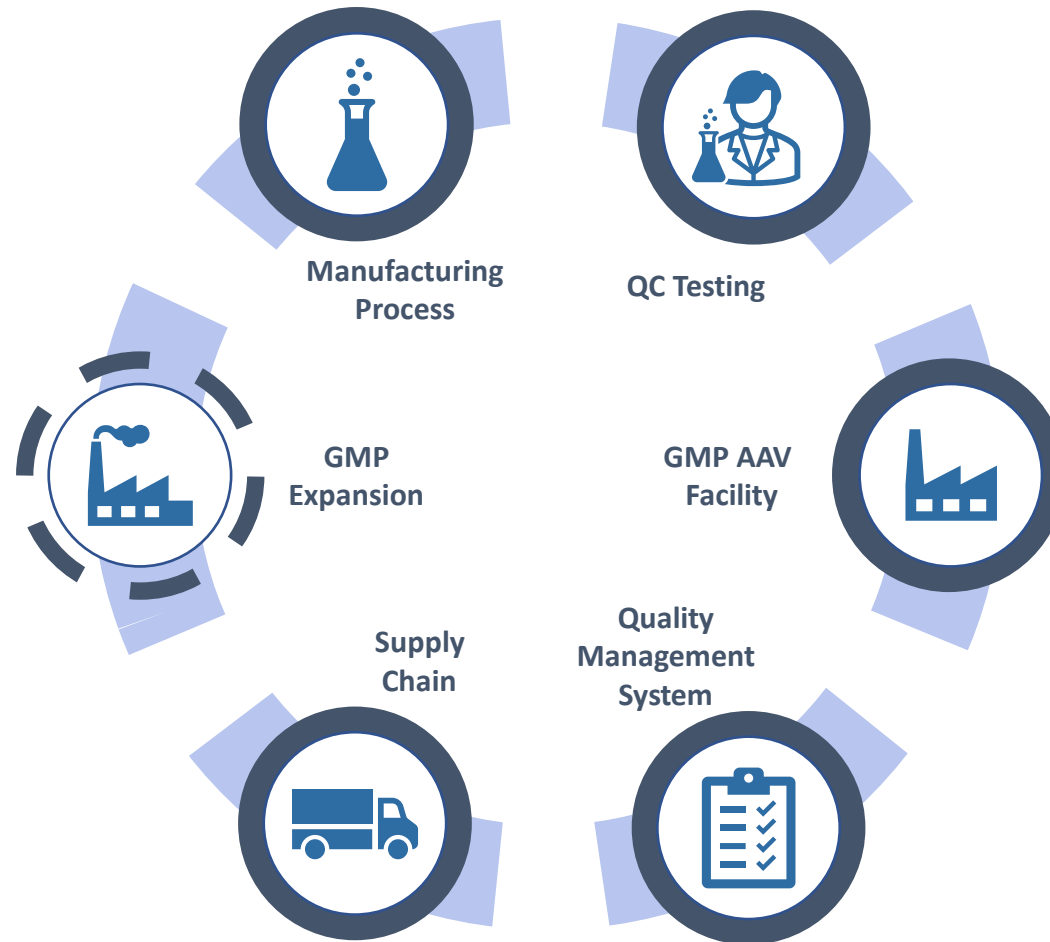 Manufacturing
Process
QC Testing
GMP
Expansion
GMP AAV
Facility
Supply
Chain
Quality
Management
System